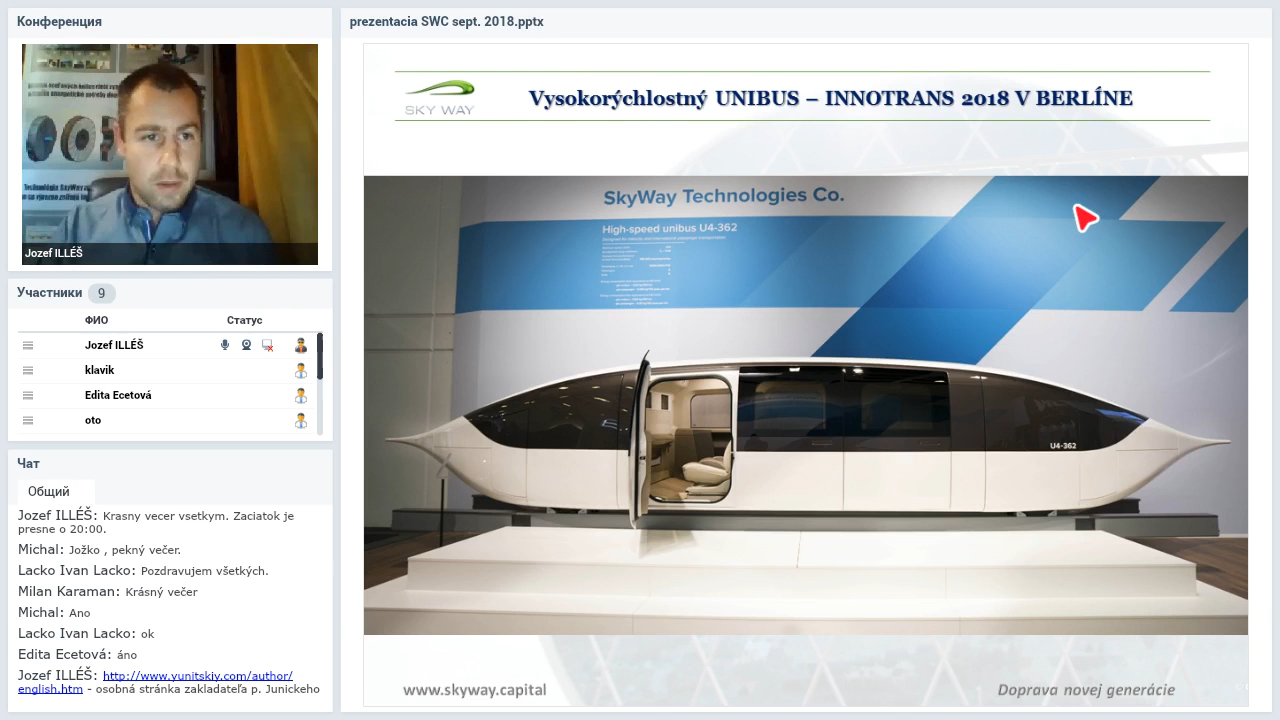 Конференция
Jozef ILLÉŠ
Участники 9
ФИО Статус
Jozef ILLÉŠ
klavik
Edita Ecetová
oto
Чат
Общий
Jozef ILLÉŠ: Krasny vecer vsetkym. Zaciatok je
presne o 20:00.
Michal: Jožko , pekný večer.
Lacko Ivan Lacko: Pozdravujem všetkých.
Milan Karaman: Krásný večer
Michal: Ano
Lacko Ivan Lacko: ok
Edita Ecetová: áno
Jozef ILLÉŠ: http://www.yunitskiy.com/author/
english.htm - osobná stránka zakladateľa p. Junickeho
prezentacia SWC sept. 2018.pptx
SKY WAY
Vysokorýchlostný UNIBUS – INNOTRANS 2018 V BERLÍNE
SkyWay Technologies Co.
High-speed unibus U4-362
U4-362
www.skyway.capital
Doprava novej generácie